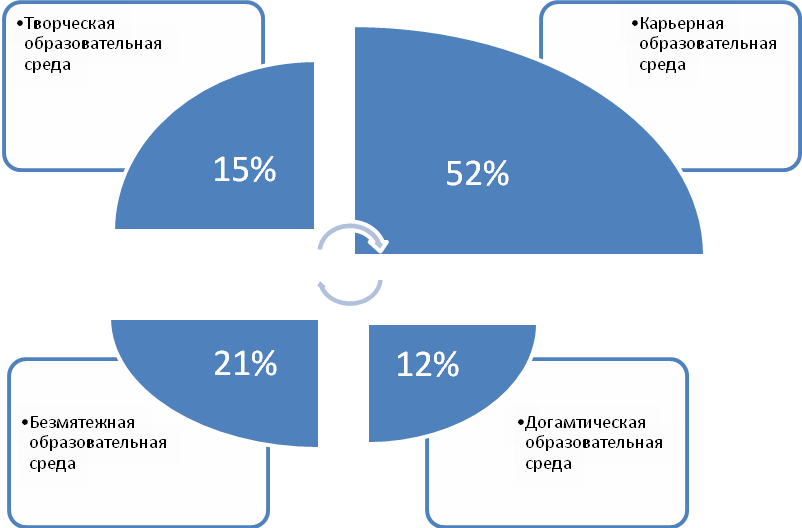 •Творческая
образовательная
среда
15%
•Карьерная
образовательная
среда
52%
21%
•Безмятежная
образовательная
среда
12%
•Догамтическая
образовательная
среда